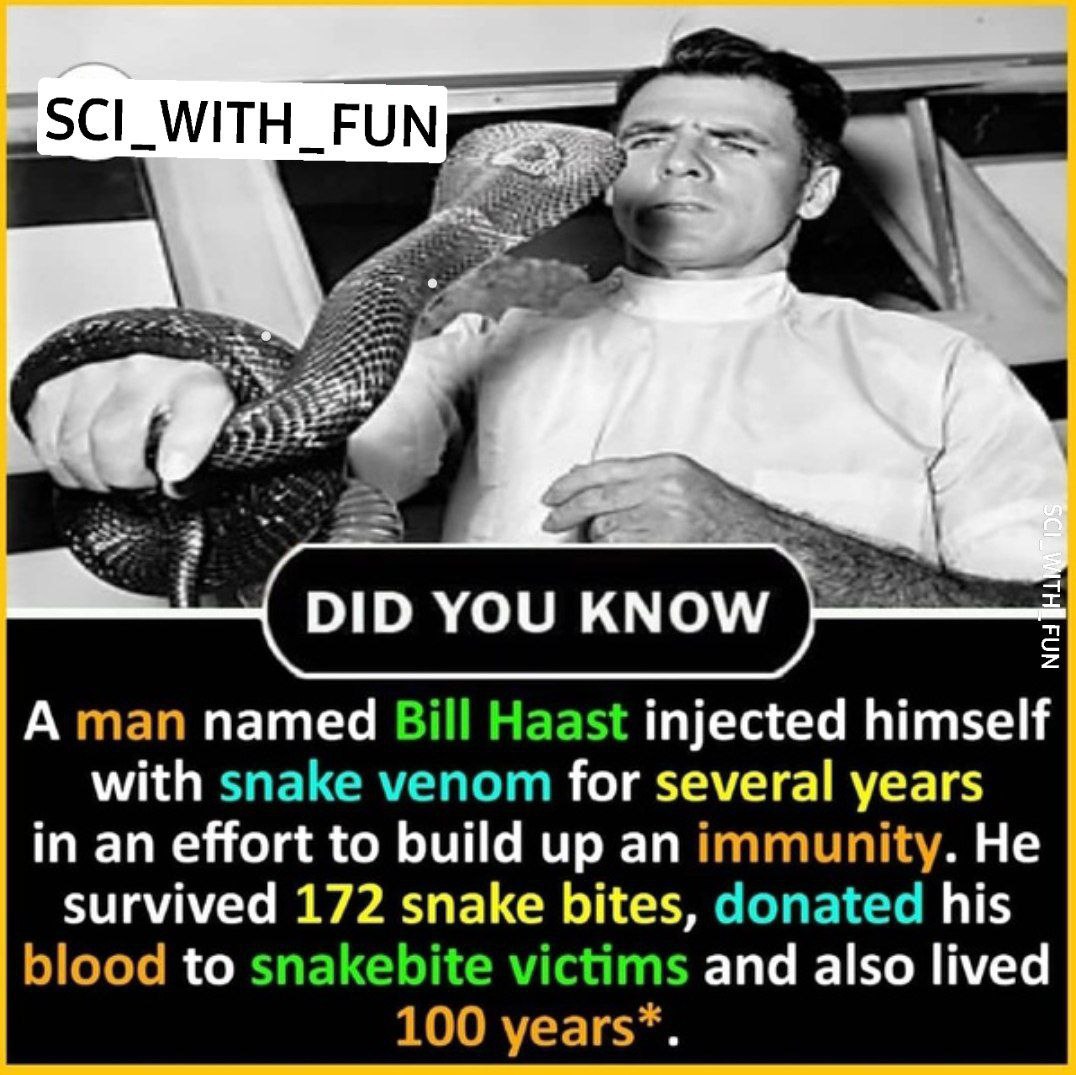 SCI_WITH_FUN
SCI_WITH_FUN
DID YOU KNOW
A man named Bill Haast injected himself
with snake venom for several years
in an effort to build up an immunity. He
survived 172 snake bites, donated his
blood to snakebite victims and also lived
100 years*.